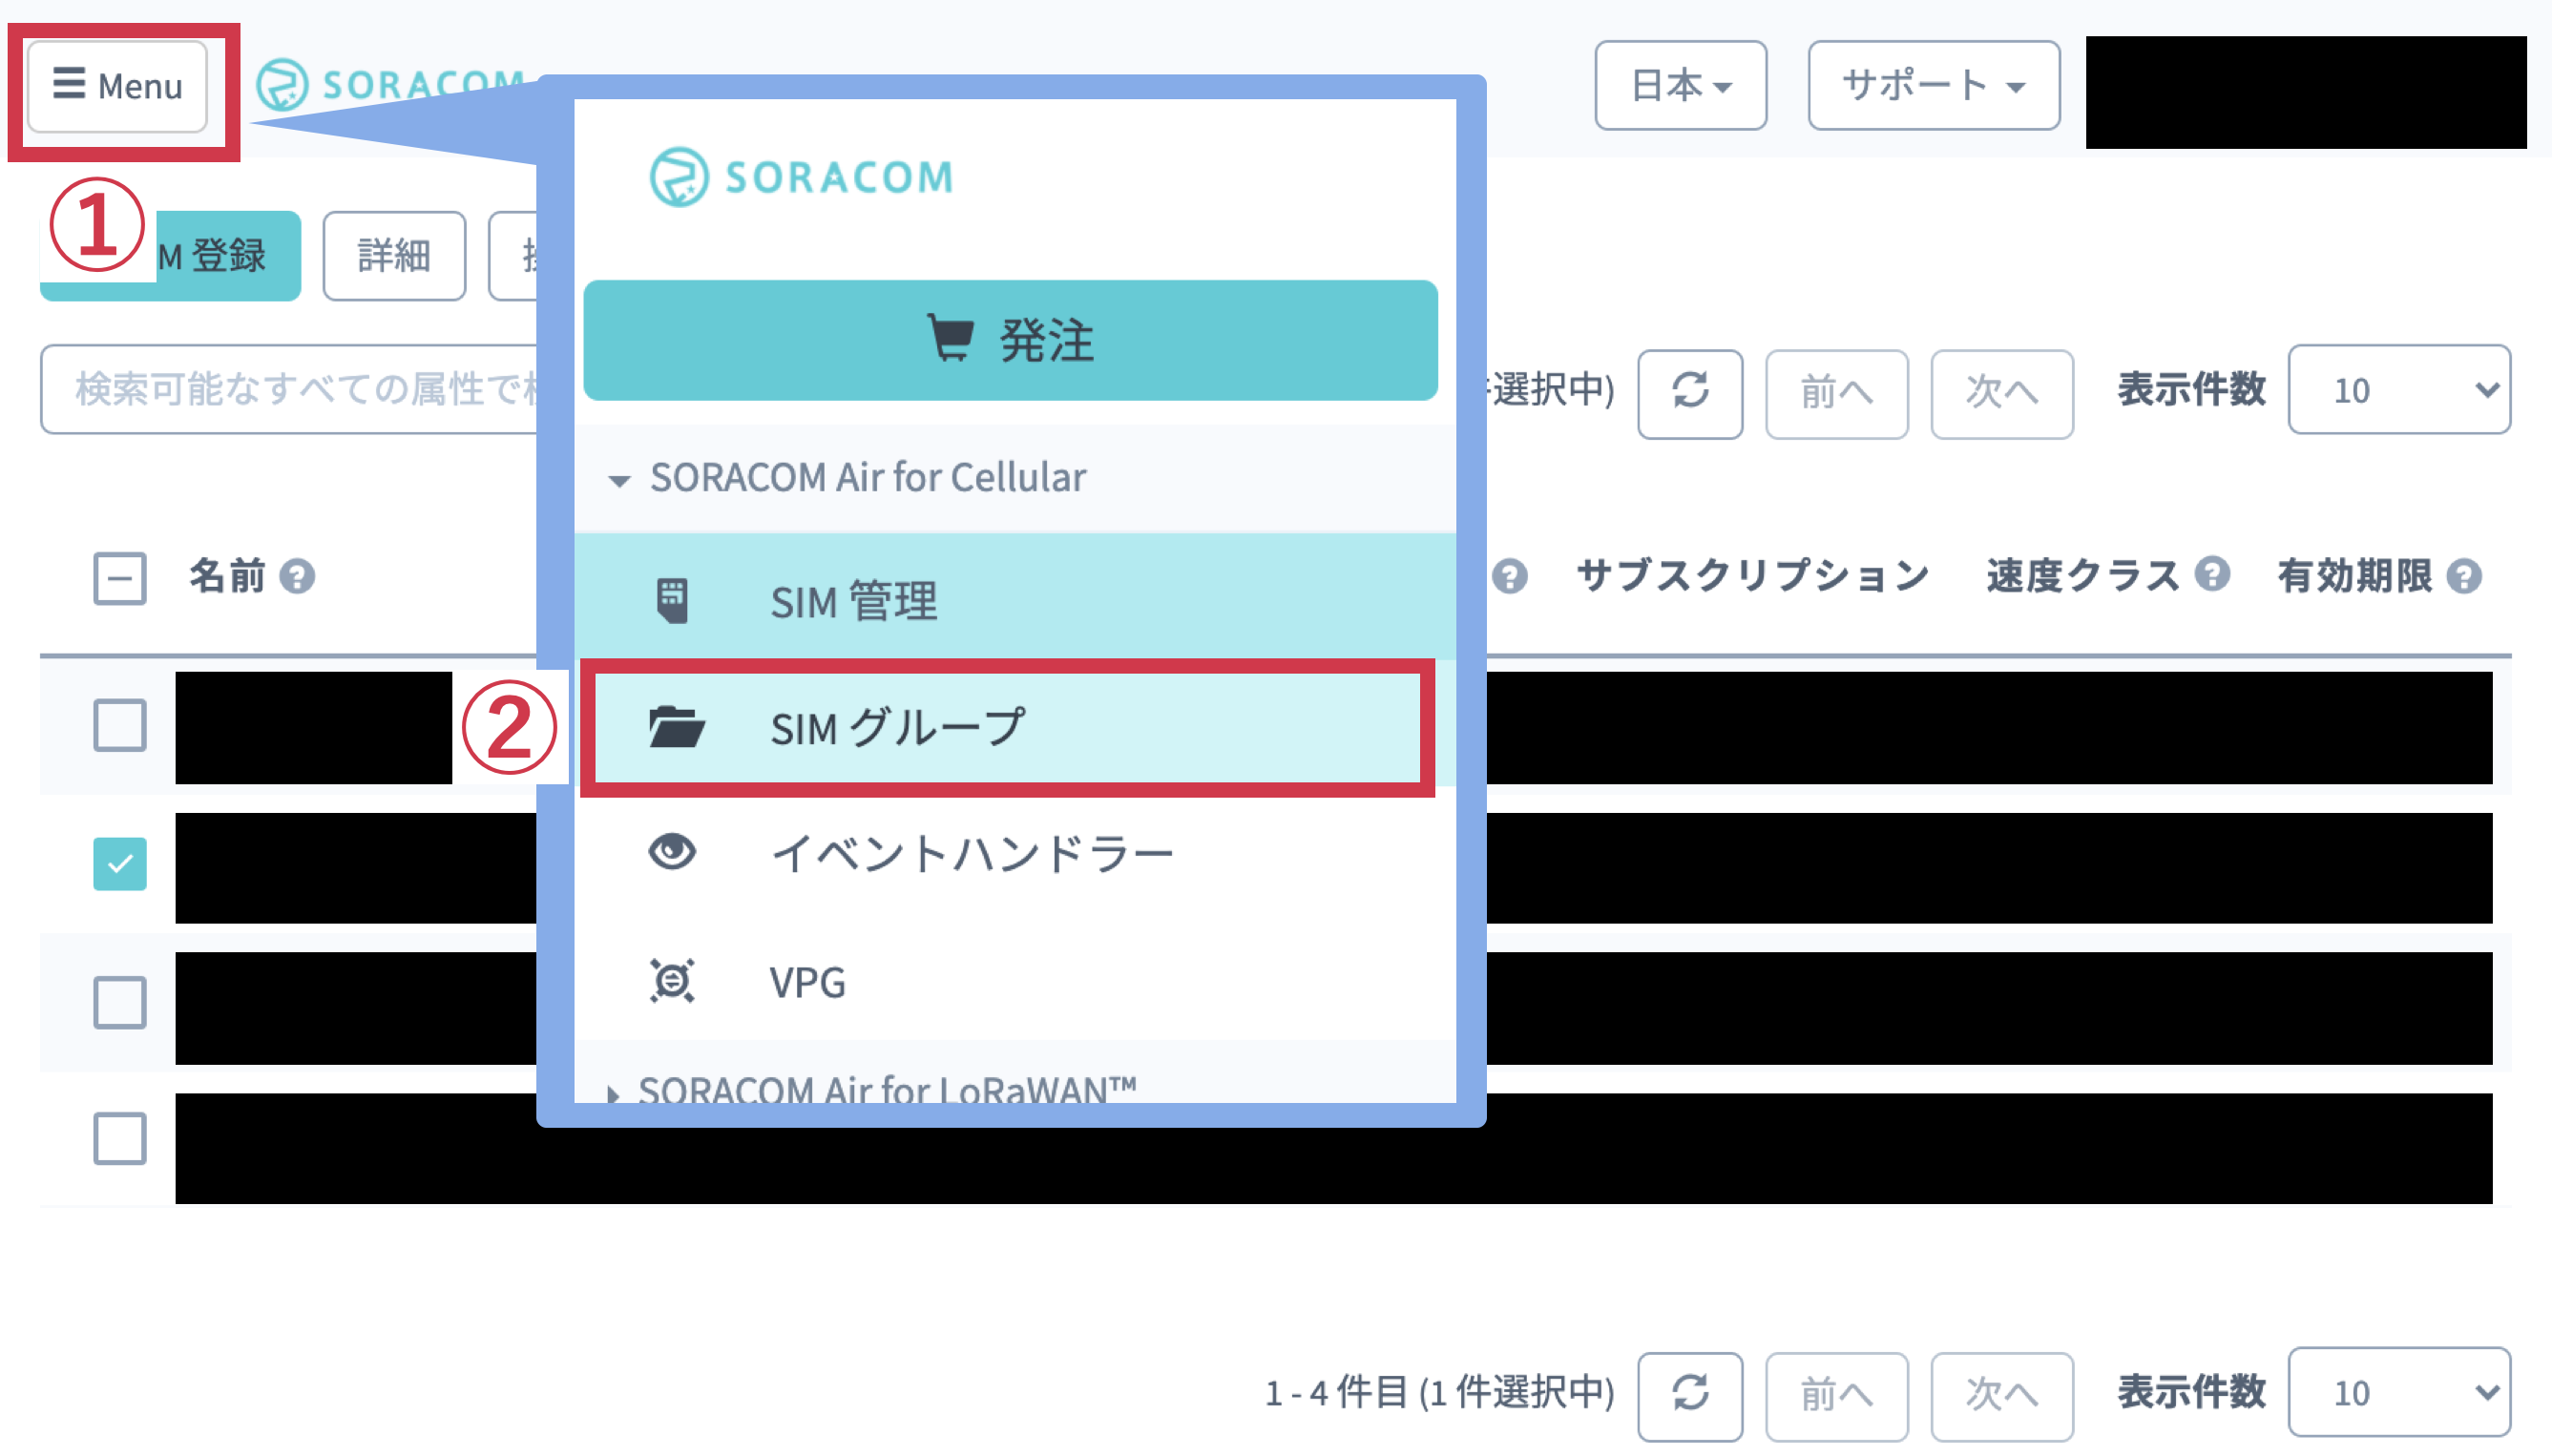 Menu
SORACOM
日本
サポート
①
M 登録
詳細
検索可能なすべての属性で
選択中)
前へ
次へ
表示件数
10
SORACOM
発注
SORACOM Air for Cellular
SIM 管理
②
SIM グループ
イベントハンドラー
VPG
SORACOM Air for LoRaWAN™
名前
サブスクリプション
速度クラス
有効期限
1 - 4 件目 (1 件選択中)
前へ
次へ
表示件数
10